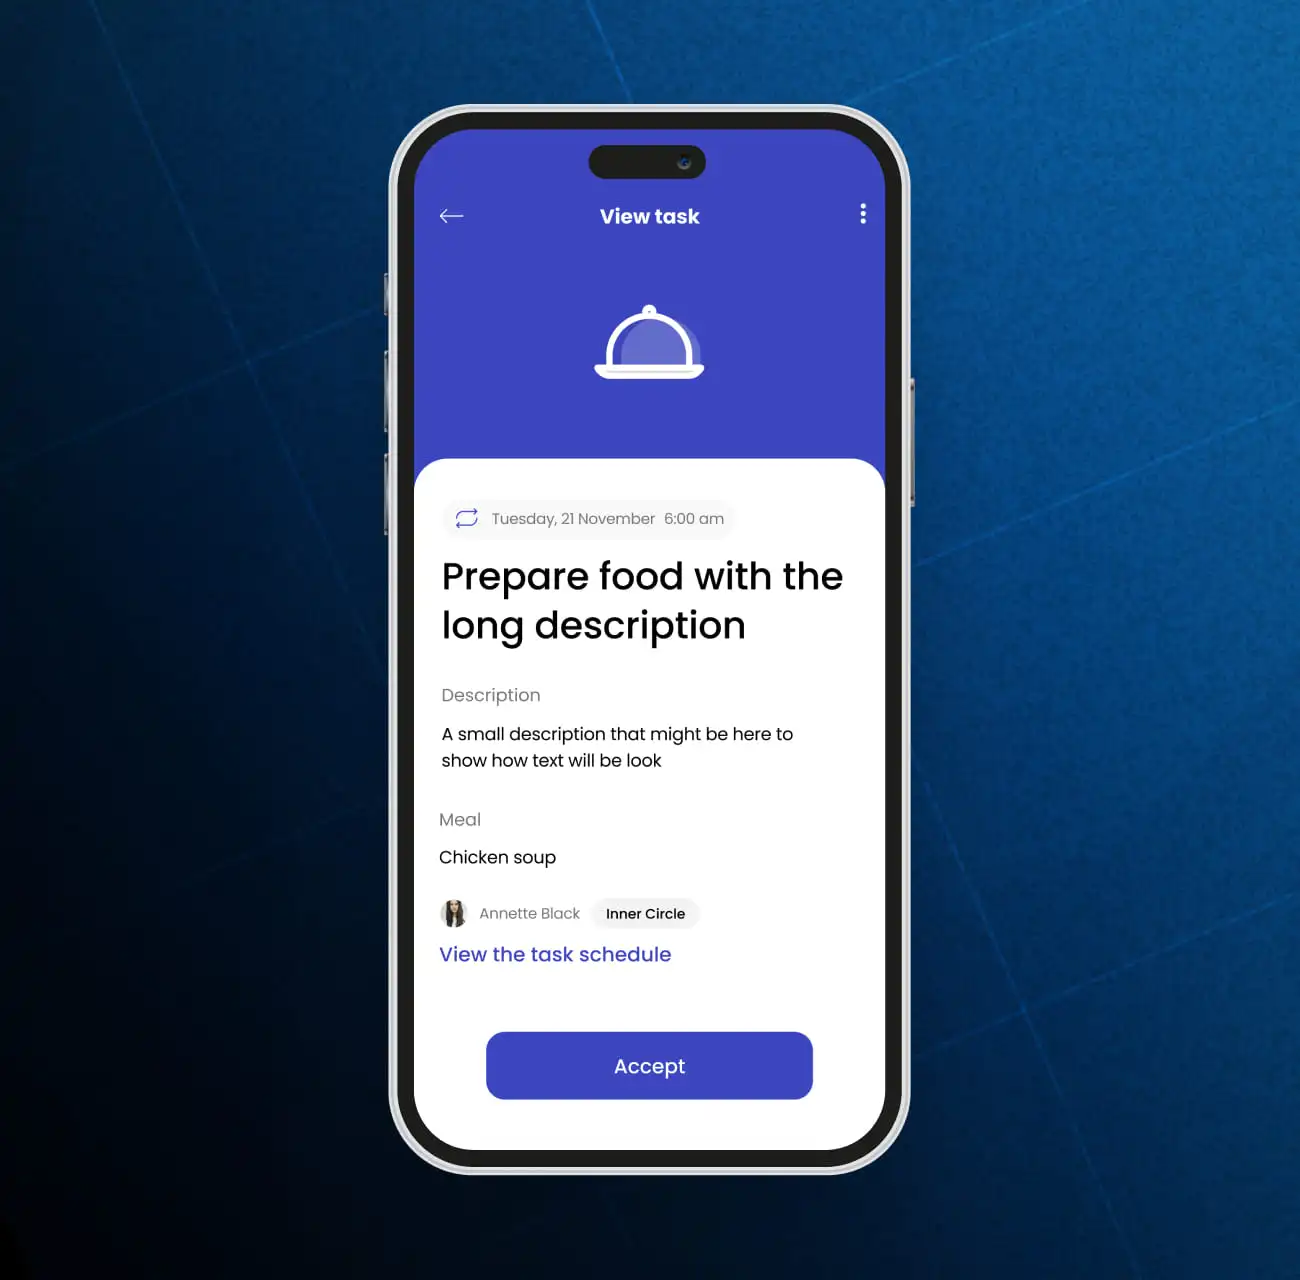 View task
Tuesday, 21 November 6:00 am
Prepare food with the
long description
Description
A small description that might be here to
show how text will be look
Meal
Chicken soup
Annette Black Inner Circle
View the task schedule
Accept